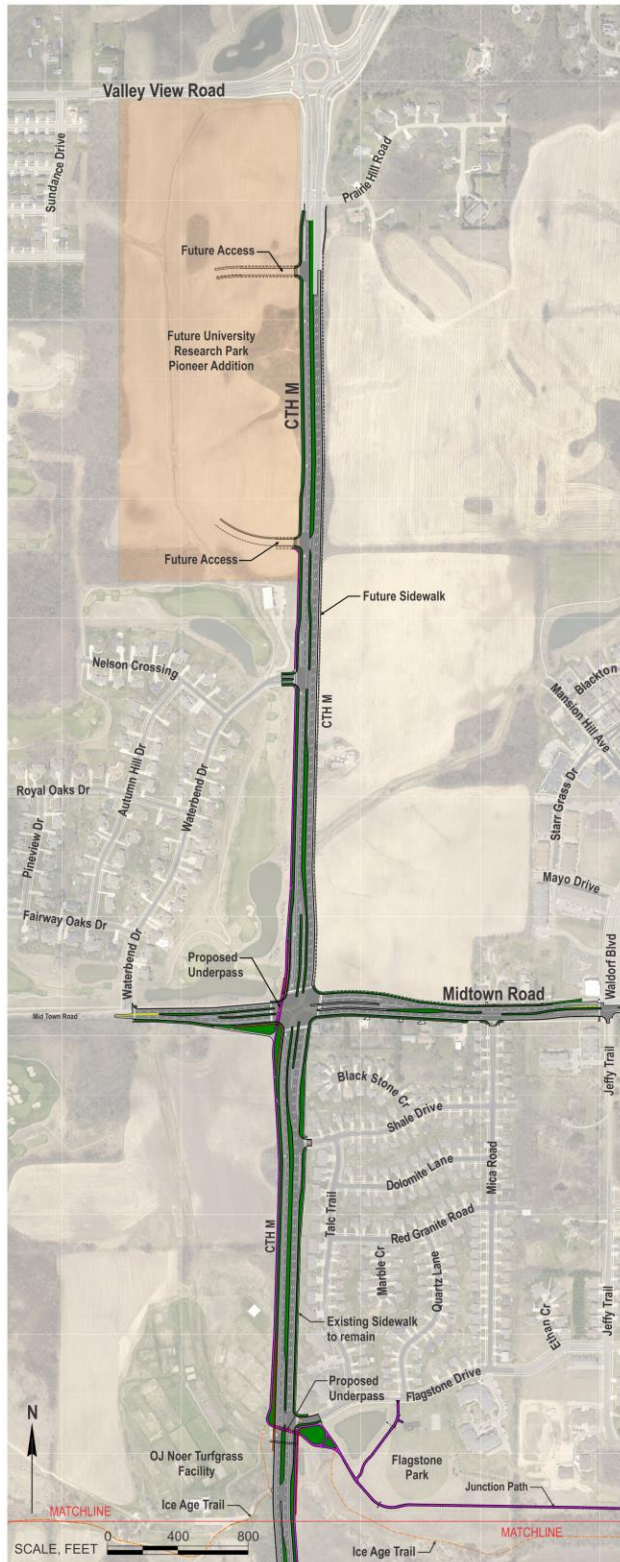 Valley View Road
Sundance Drive
Prairie Hill Road
Future Access
Future University
Research Park
Pioneer Addition
CTH M
Future Access
Future Sidewalk
Nelson Crossing
CTH M
Blackton
Mansion Hill Ave
Autumn Hill Dr
Waterbend Dr
Royal Oaks Dr
Starr Grass Dr
Pineview Dr
Mayo Drive
Fairway Oaks Dr
Waterbend Dr
Proposed
Underpass
Waldorf Blvd
Midtown Road
Mid Town Road
Jeffy Trail
Black Stone Cr
Shale Drive
Mica Road
Dolomite Lane
Talc Trail
CTH M
Red Granite Road
Marble Cr
Quartz Lane
Existing Sidewalk
to remain
Ethan Cr
Jeffy Trail
Proposed
Underpass
Flagstone Drive
N
OJ Noer Turfgrass
Facility
Flagstone
Park
Junction Path
Ice Age Trail
MATCHLINE
MATCHLINE
0 400 800
SCALE, FEET
Ice Age Trail